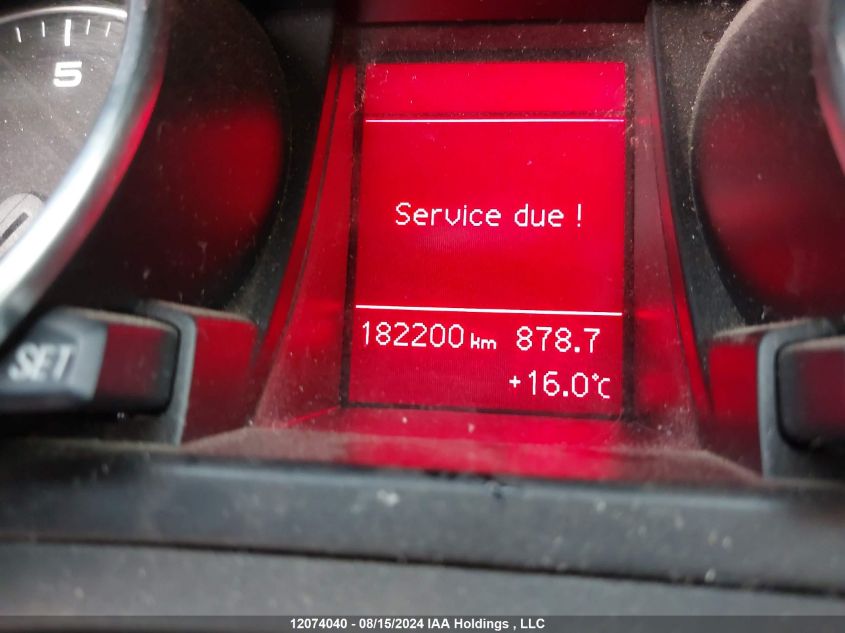 5
Service due !
182200 km 878.7
+16.0°C
SET
12074040 - 08/15/2024 IAA Holdings , LLC